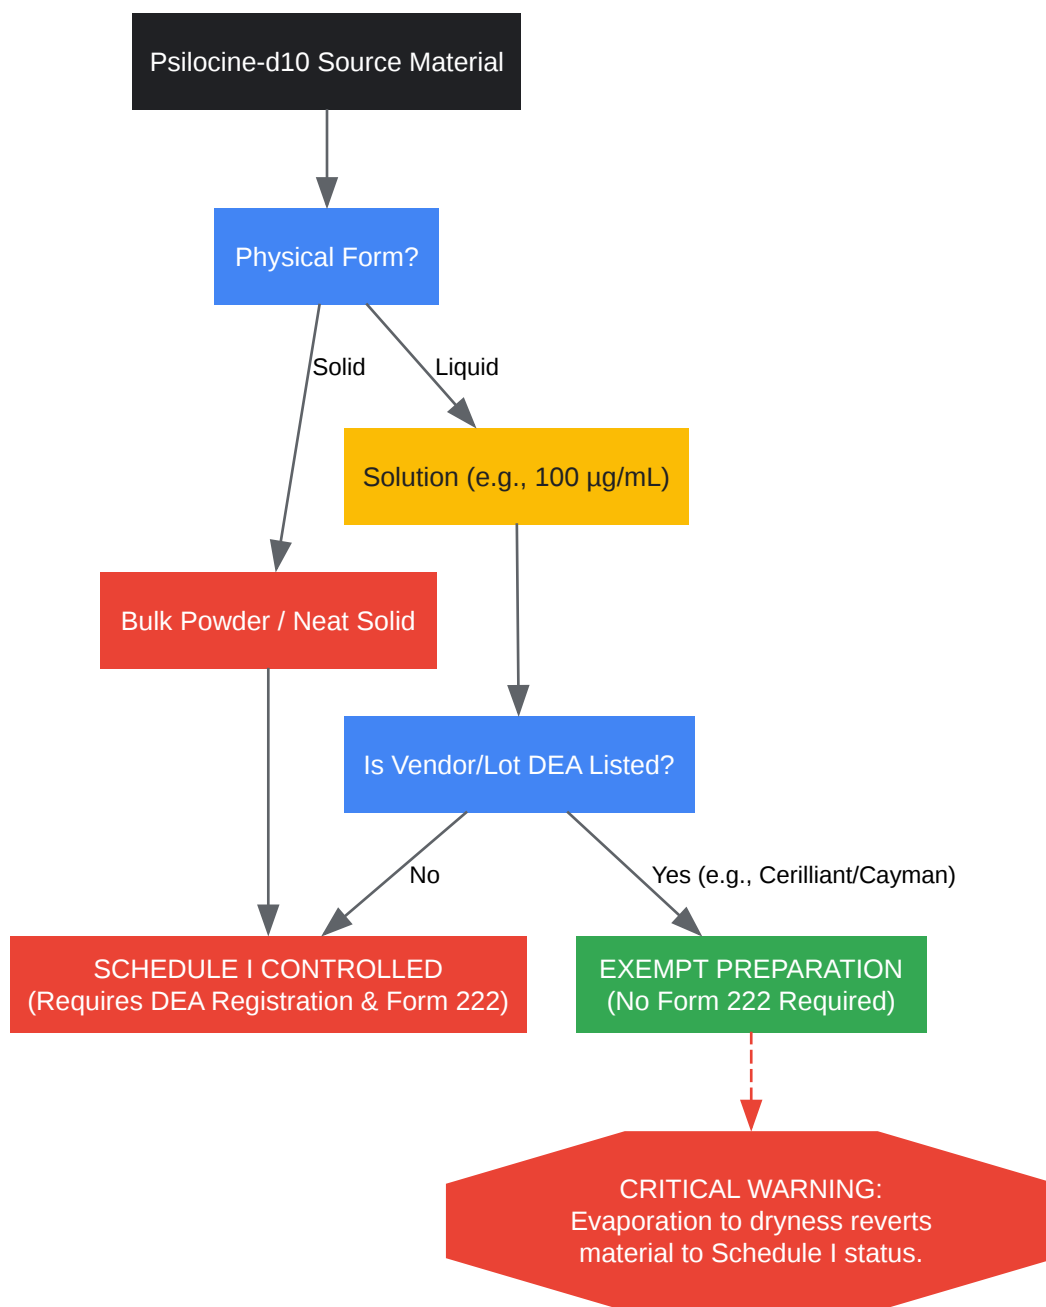 Psilocine-d10 Source Material
Physical Form?
Solid
Liquid
Solution (e.g., 100 µg/mL)
Bulk Powder / Neat Solid
Is Vendor/Lot DEA Listed?
No
Yes (e.g., Cerilliant/Cayman)
SCHEDULE I CONTROLLED
(Requires DEA Registration & Form 222)
EXEMPT PREPARATION
(No Form 222 Required)
CRITICAL WARNING:
Evaporation to dryness reverts
material to Schedule I status.